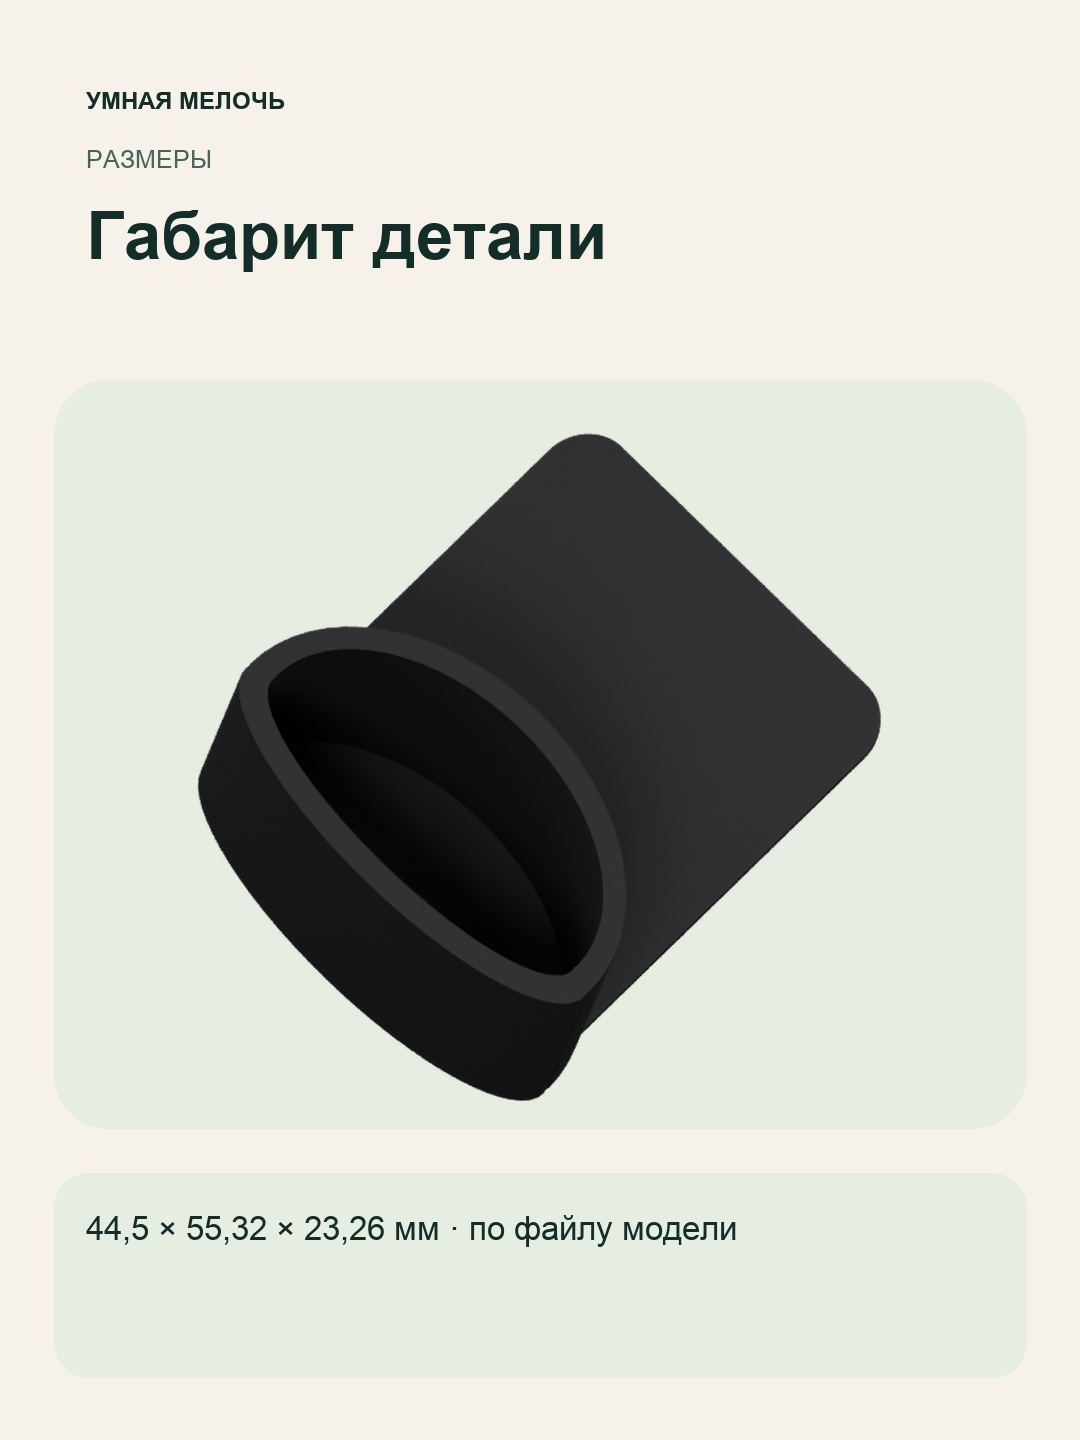 УМНАЯ МЕЛОЧЬ
РАЗМЕРЫ
Габарит детали
44,5 × 55,32 × 23,26 мм · по файлу модели